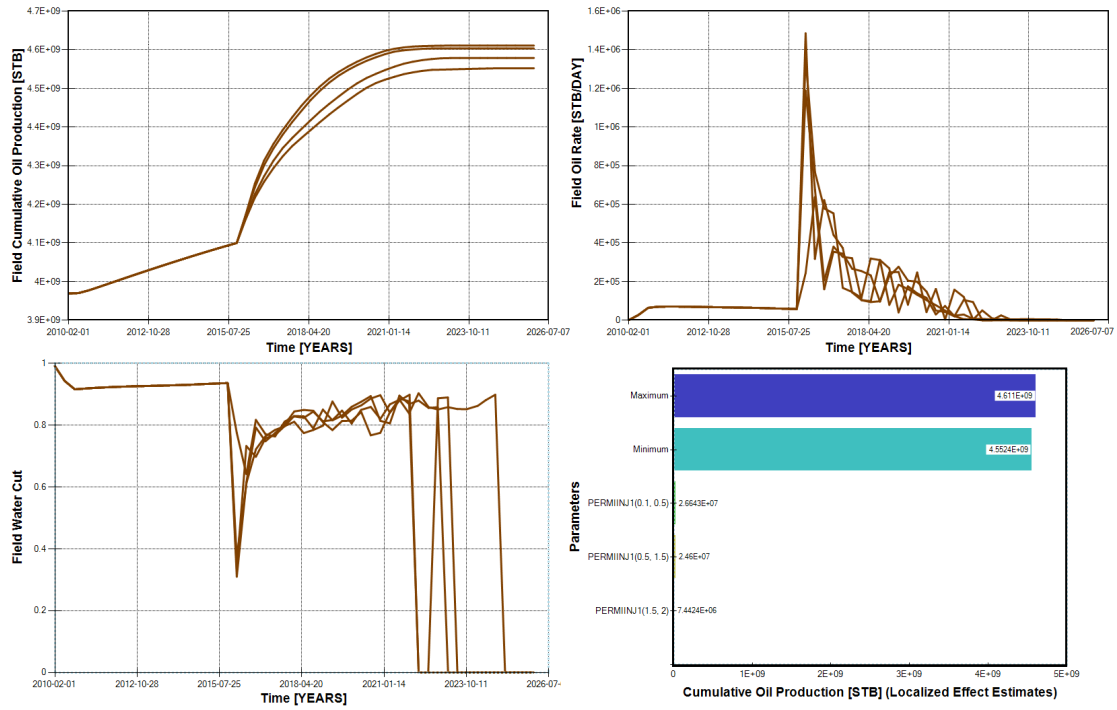 Field Cumulative Oil Production [STB]
4.7E+09
4.6E+09
4.5E+09
4.4E+09
4.3E+09
4.2E+09
4.1E+09
4E+09
3.9E+09
2010-02-01
2012-10-28
2015-07-25
2018-04-20
2021-01-14
2023-10-11
2026-07-07
Time [YEARS]
Field Oil Rate [STB/DAY]
1.6E+06
1.4E+06
1.2E+06
1E+06
8E+05
6E+05
4E+05
2E+05
0
2010-02-01
2012-10-28
2015-07-25
2018-04-20
2021-01-14
2023-10-11
2026-07-07
Time [YEARS]
Field Water Cut
1
0.8
0.6
0.4
0.2
0
2010-02-01
2012-10-28
2015-07-25
2018-04-20
2021-01-14
2023-10-11
2026-07-
Time [YEARS]
Parameters
Maximum
4.611E+09
Minimum
4.5524E+09
PERMIINJ1(0.1, 0.5)
2.6643E+07
PERMIINJ1(0.5, 1.5)
2.46E+07
PERMIINJ1(1.5, 2)
7.4424E+06
0
1E+09
2E+09
3E+09
4E+09
5E+09
Cumulative Oil Production [STB] (Localized Effect Estimates)